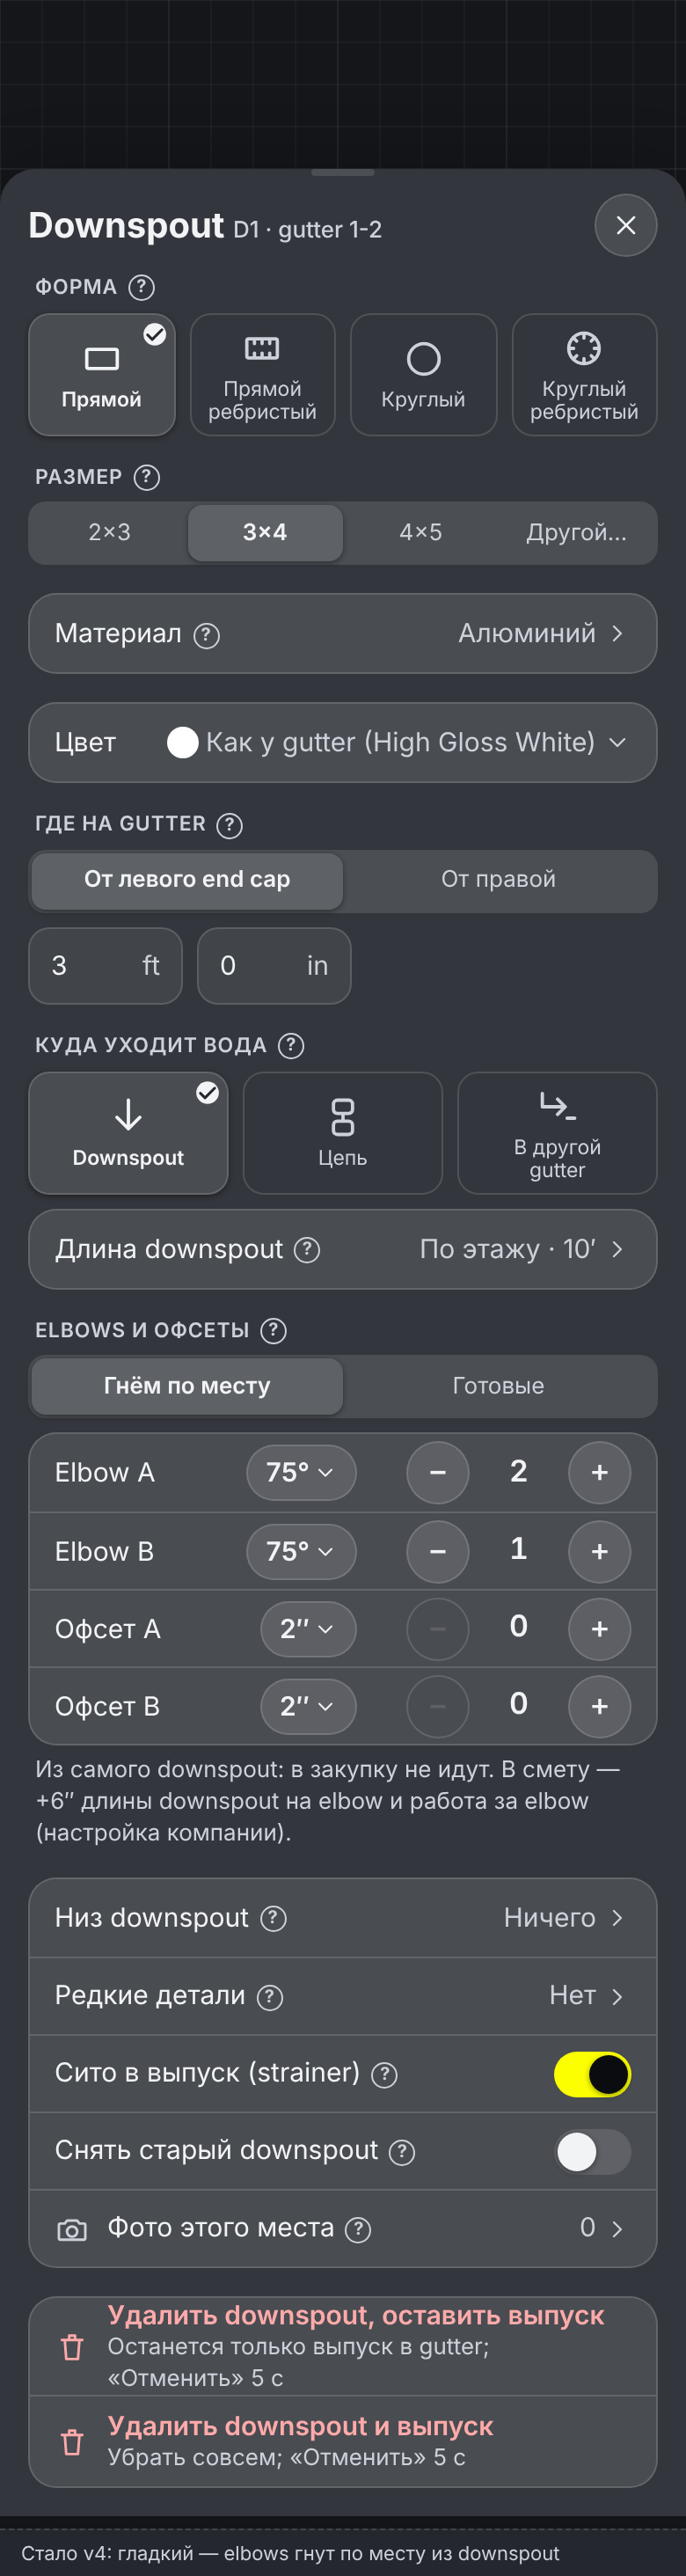 Downspout D1 · gutter 1-2
ФОРМА ?
Прямой
Прямой
ребристый
Круглый
Круглый
ребристый
РАЗМЕР ?
2×3 3×4 4×5 Другой…
Материал ? Алюминий
Цвет Как у gutter (High Gloss White)
ГДЕ НА GUTTER ?
От левого end cap От правой
3 ft 0 in
КУДА УХОДИТ ВОДА ?
Downspout
Цепь
В другой
gutter
Длина downspout ? По этажу · 10′
ELBOWS И ОФСЕТЫ ?
Гнём по месту Готовые
Elbow A 75° − 2 +
Elbow B 75° − 1 +
Офсет A 2″ − 0 +
Офсет B 2″ − 0 +
Из самого downspout: в закупку не идут. В смету —
+6″ длины downspout на elbow и работа за elbow
(настройка компании).
Низ downspout ? Ничего
Редкие детали ? Нет
Сито в выпуск (strainer) ?
Снять старый downspout ?
Фото этого места ? 0
Удалить downspout, оставить выпуск
Останется только выпуск в gutter;
«Отменить» 5 с
Удалить downspout и выпуск
Убрать совсем; «Отменить» 5 с
Стало v4: гладкий — elbows гнут по месту из downspout